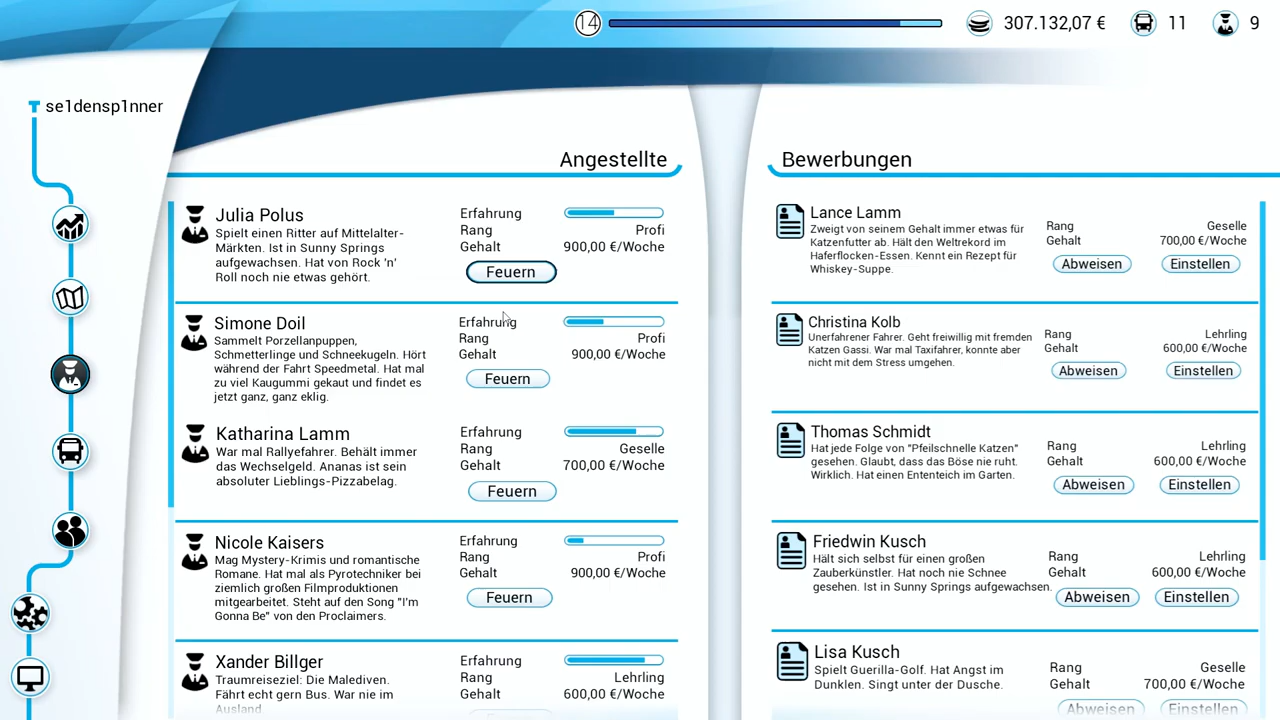 14
307.132,07 €
11
9
se1densp1nner
Angestellte
Julia Polus
Spielt einen Ritter auf Mittelalter-
Märkten. Ist in Sunny Springs
aufgewachsen. Hat von Rock 'n'
Roll noch nie etwas gehört.
Erfahrung
Rang Profi
Gehalt 900,00 €/Woche
Feuern
Simone Doil
Sammelt Porzellanpuppen,
Schmetterlinge und Schneekugeln. Hört
während der Fahrt Speedmetal. Hat mal
zu viel Kaugummi gekaut und findet es
jetzt ganz, ganz eklig.
Erfahrung
Rang Profi
Gehalt 900,00 €/Woche
Feuern
Katharina Lamm
War mal Rallyefahrer. Behält immer
das Wechselgeld. Ananas ist sein
absoluter Lieblings-Pizzabelag.
Erfahrung
Rang Geselle
Gehalt 700,00 €/Woche
Feuern
Nicole Kaisers
Mag Mystery-Krimis und romantische
Romane. Hat mal als Pyrotechniker bei
ziemlich großen Filmproduktionen
mitgearbeitet. Steht auf den Song "I'm
Gonna Be" von den Proclaimers.
Erfahrung
Rang Profi
Gehalt 900,00 €/Woche
Feuern
Xander Billger
Traumreiseziel: Die Malediven.
Fährt echt gern Bus. War nie im
Ausland.
Erfahrung
Rang Lehrling
Gehalt 600,00 €/Woche
Bewerbungen
Lance Lamm
Zweigt von seinem Gehalt immer etwas für
Katzenfutter ab. Hält den Weltrekord im
Haferflocken-Essen. Kennt ein Rezept für
Whiskey-Suppe.
Rang Geselle
Gehalt 700,00 €/Woche
Abweisen Einstellen
Christina Kolb
Unerfahrener Fahrer. Geht freiwillig mit fremden
Katzen Gassi. War mal Taxifahrer, konnte aber
nicht mit dem Stress umgehen.
Rang Lehrling
Gehalt 600,00 €/Woche
Abweisen Einstellen
Thomas Schmidt
Hat jede Folge von "Pfeilschnelle Katzen"
gesehen. Glaubt, dass das Böse nie ruht.
Wirklich. Hat einen Ententeich im Garten.
Rang Lehrling
Gehalt 600,00 €/Woche
Abweisen Einstellen
Friedwin Kusch
Hält sich selbst für einen großen
Zauberkünstler. Hat noch nie Schnee
gesehen. Ist in Sunny Springs aufgewachsen.
Rang Lehrling
Gehalt 600,00 €/Woche
Abweisen Einstellen
Lisa Kusch
Spielt Guerilla-Golf. Hat Angst im
Dunklen. Singt unter der Dusche.
Rang Geselle
Gehalt 700,00 €/Woche
Abweisen Einstellen